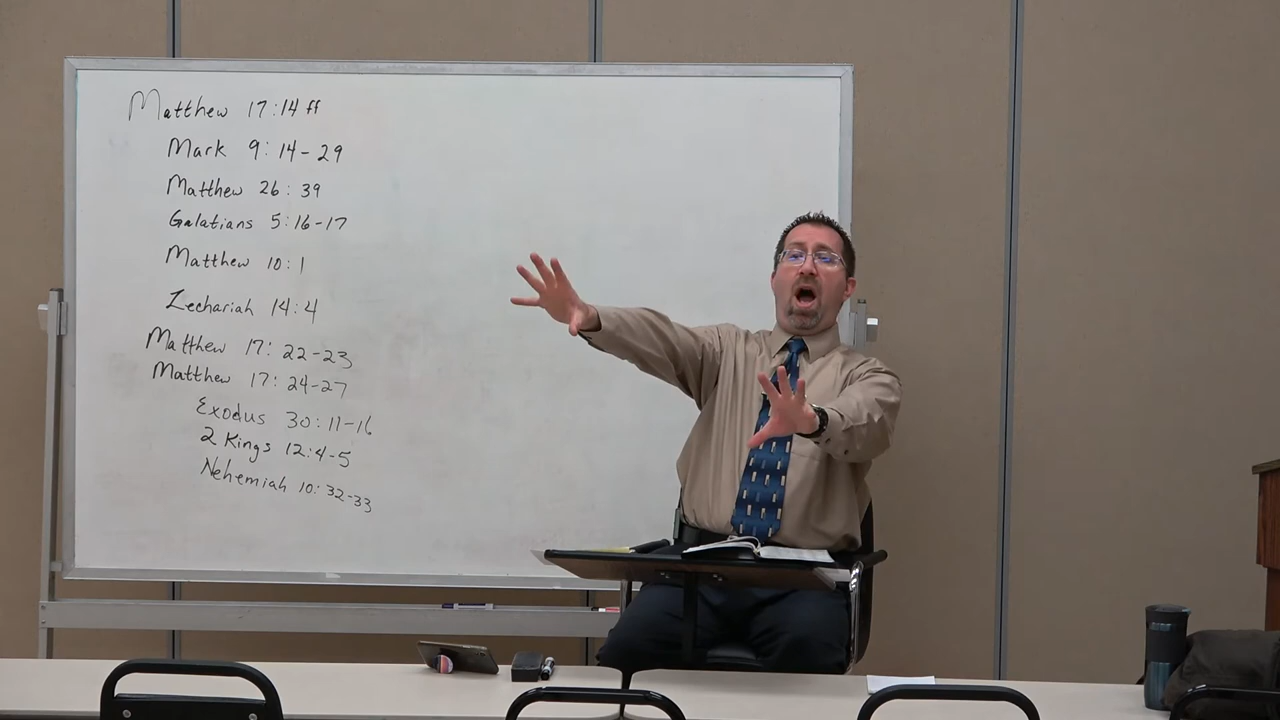 Matthew 17:14 ff
Mark 9:14-29
Matthew 26:39
Galatians 5:16-17
Matthew 10:1
Zechariah 14:4
Matthew 17:22-23
Matthew 17:24-27
Exodus 30:11-16
2 Kings 12:4-5
Nehemiah 10:32-33